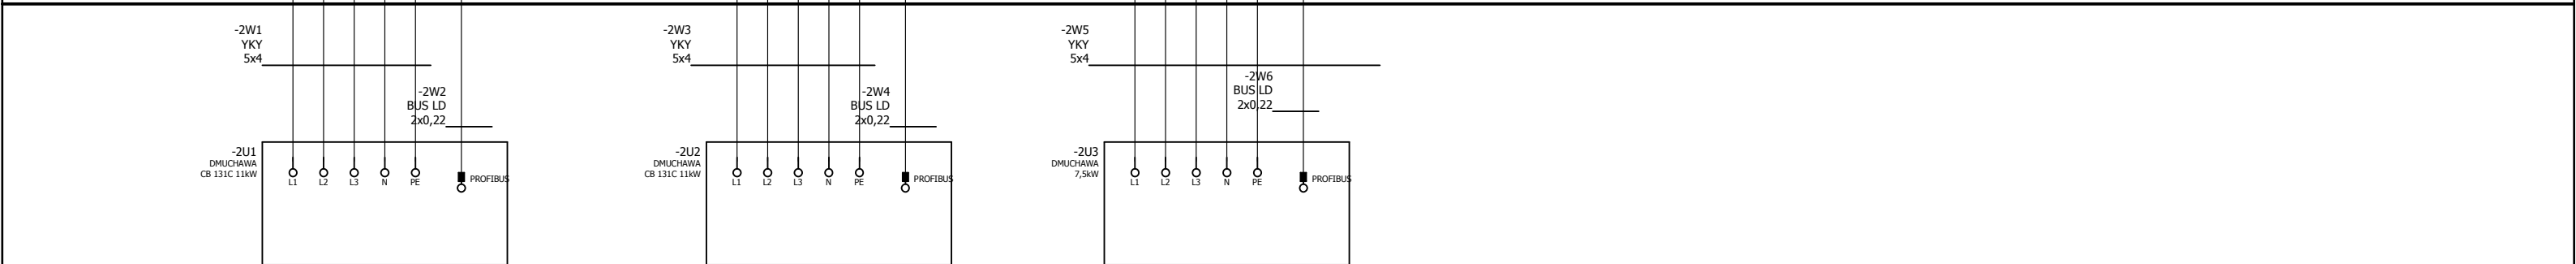 -2W1
YKY
5x4
-2W2
BUS LD
2x0,22
-2U1
DMUCHAWA
CB 131C 11kW
L1 L2 L3 N PE PROFIBUS
-2W3
YKY
5x4
-2W4
BUS LD
2x0,22
-2U2
DMUCHAWA
CB 131C 11kW
L1 L2 L3 N PE PROFIBUS
-2W5
YKY
5x4
-2W6
BUS LD
2x0,22
-2U3
DMUCHAWA
7,5kW
L1 L2 L3 N PE PROFIBUS